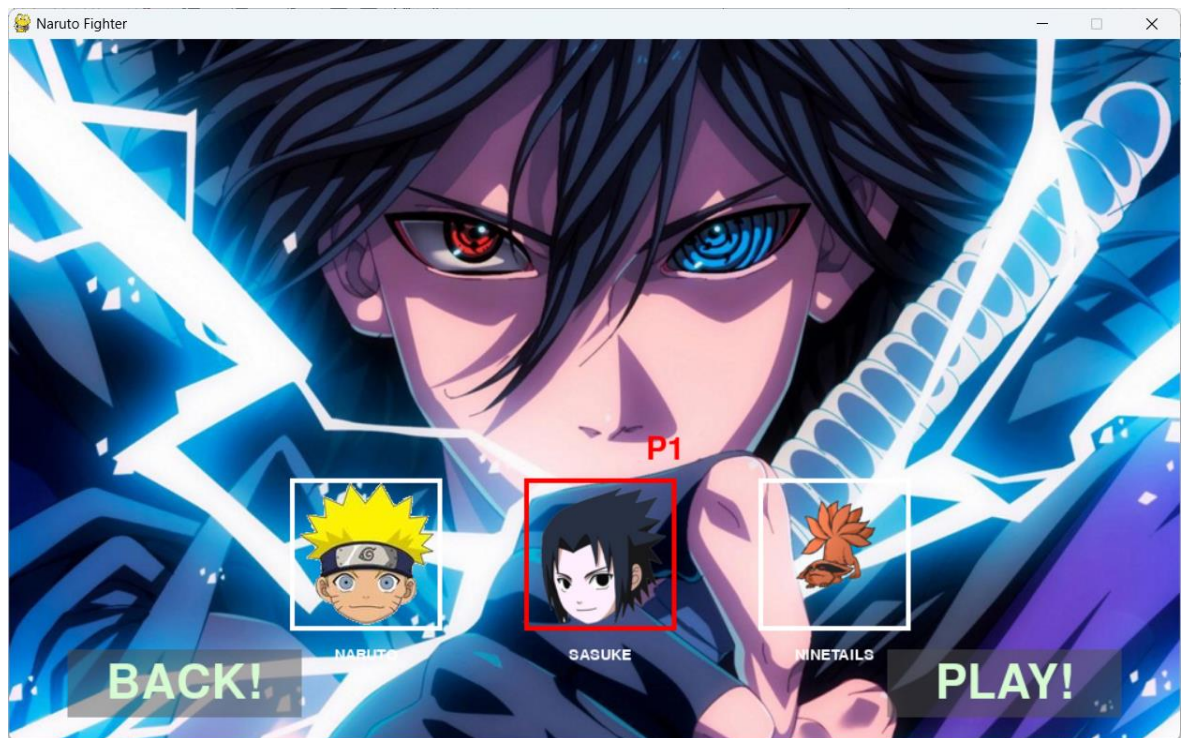 Naruto Fighter
P1
NARUTO
SASUKE
NINETAILS
BACK!
PLAY!